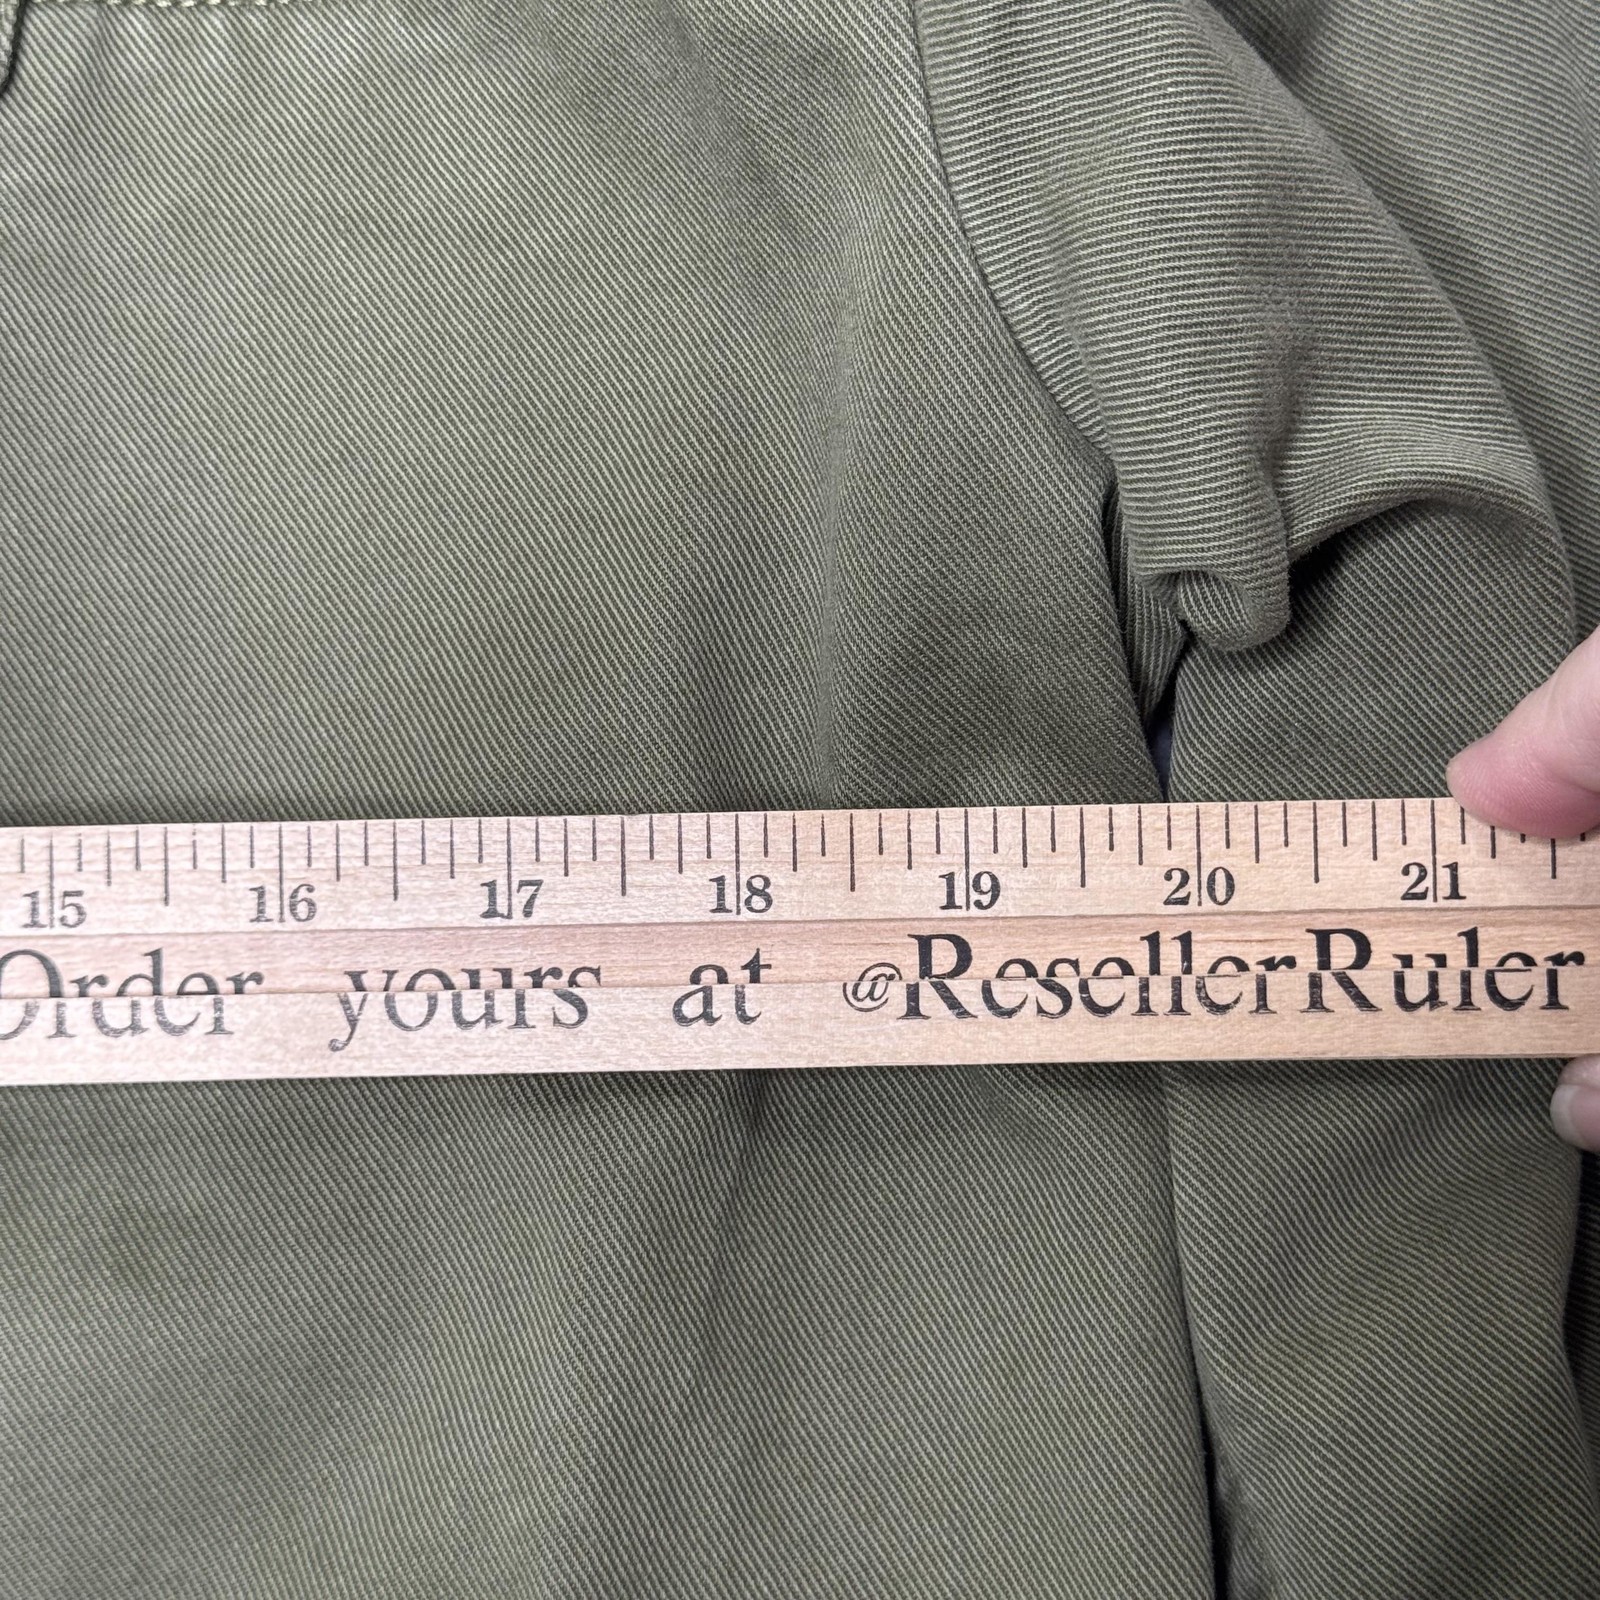 15 16 17 18 19 20 21
Order yours at @ResellerRuler